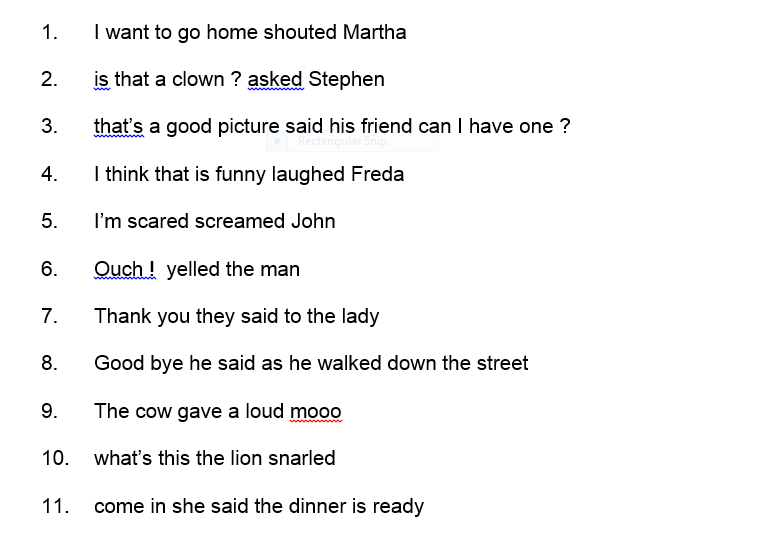 1. I want to go home shouted Martha
2. is that a clown ? asked Stephen
3. that's a good picture said his friend can I have one ?
Rectangular Snip
4. I think that is funny laughed Freda
5. I'm scared screamed John
6. Ouch !  yelled the man
7. Thank you they said to the lady
8. Good bye he said as he walked down the street
9. The cow gave a loud mooo
10. what's this the lion snarled
11. come in she said the dinner is ready